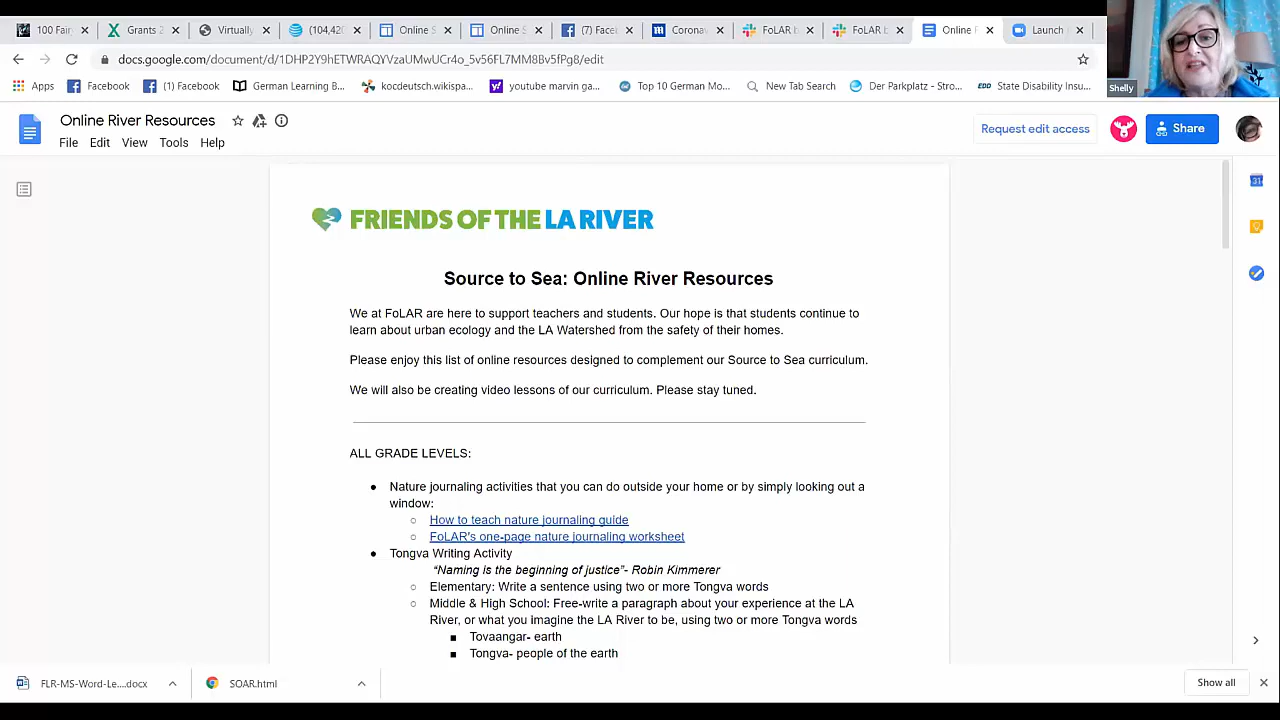 100 Fair
Grants 2
Virtually
(104,42
Online S
Online S
(7) Face
Corona
FoLAR b
FoLAR b
Online R
Launch
docs.google.com/document/d/1DHP2Y9hETWRAQYVzaUMwUCr4o_5v56FL7MM8Bv5fPg8/edit
Shelly
Apps
Facebook
(1) Facebook
German Learning B...
kocdeutsch.wikispa...
youtube marvin ga...
Top 10 German Mo...
New Tab Search
Der Parkplatz - Stro...
EDD State Disability Insu...
Online River Resources
Request edit access
Share
File Edit View Tools Help
31
FRIENDS OF THE LA RIVER
Source to Sea: Online River Resources
We at FoLAR are here to support teachers and students. Our hope is that students continue to
learn about urban ecology and the LA Watershed from the safety of their homes.
Please enjoy this list of online resources designed to complement our Source to Sea curriculum.
We will also be creating video lessons of our curriculum. Please stay tuned.
ALL GRADE LEVELS:
● Nature journaling activities that you can do outside your home or by simply looking out a
window:
○ How to teach nature journaling guide
○ FoLAR's one-page nature journaling worksheet
● Tongva Writing Activity
“Naming is the beginning of justice”- Robin Kimmerer
○ Elementary: Write a sentence using two or more Tongva words
○ Middle & High School: Free-write a paragraph about your experience at the LA
River, or what you imagine the LA River to be, using two or more Tongva words
■ Tovaangar- earth
■ Tongva- people of the earth
FLR-MS-Word-Le....docx
SOAR.html
Show all